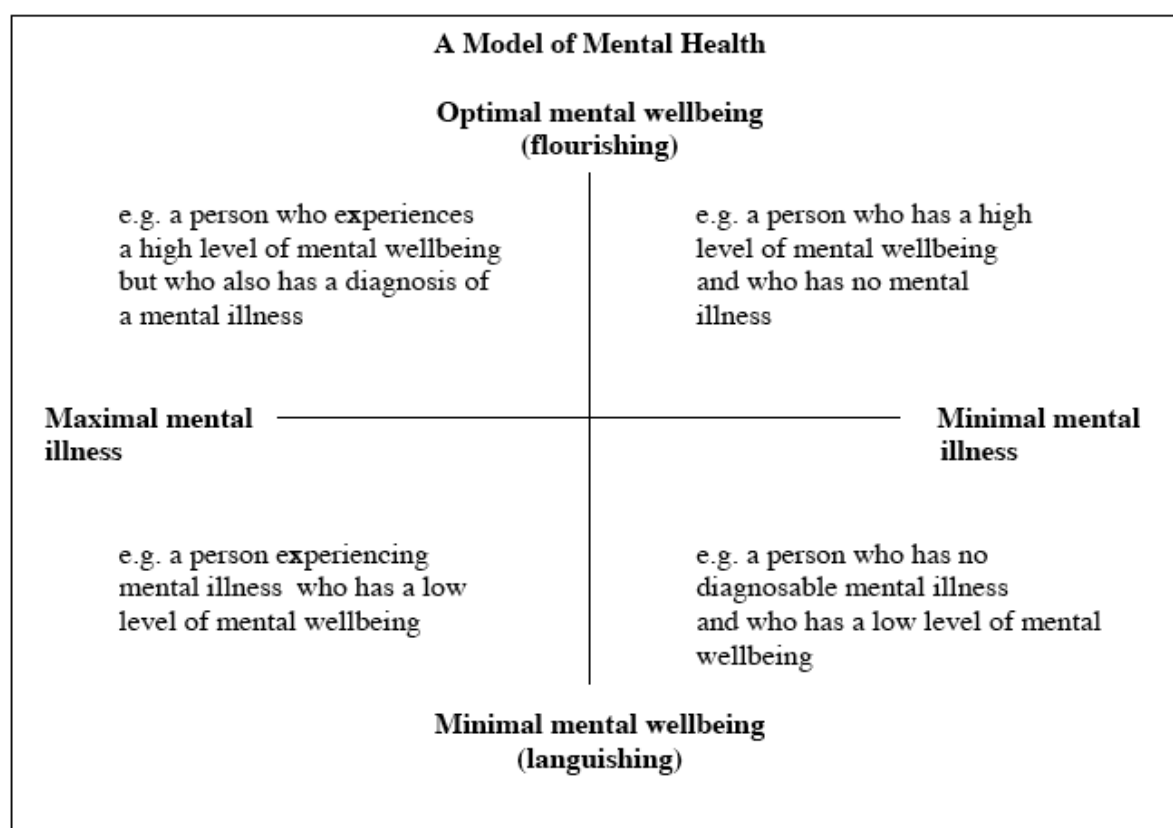 A Model of Mental Health
Optimal mental wellbeing
(flourishing)
e.g. a person who experiences
a high level of mental wellbeing
but who also has a diagnosis of
a mental illness
e.g. a person who has a high
level of mental wellbeing
and who has no mental
illness
Maximal mental
illness
Minimal mental
illness
e.g. a person experiencing
mental illness who has a low
level of mental wellbeing
e.g. a person who has no
diagnosable mental illness
and who has a low level of mental
wellbeing
Minimal mental wellbeing
(languishing)